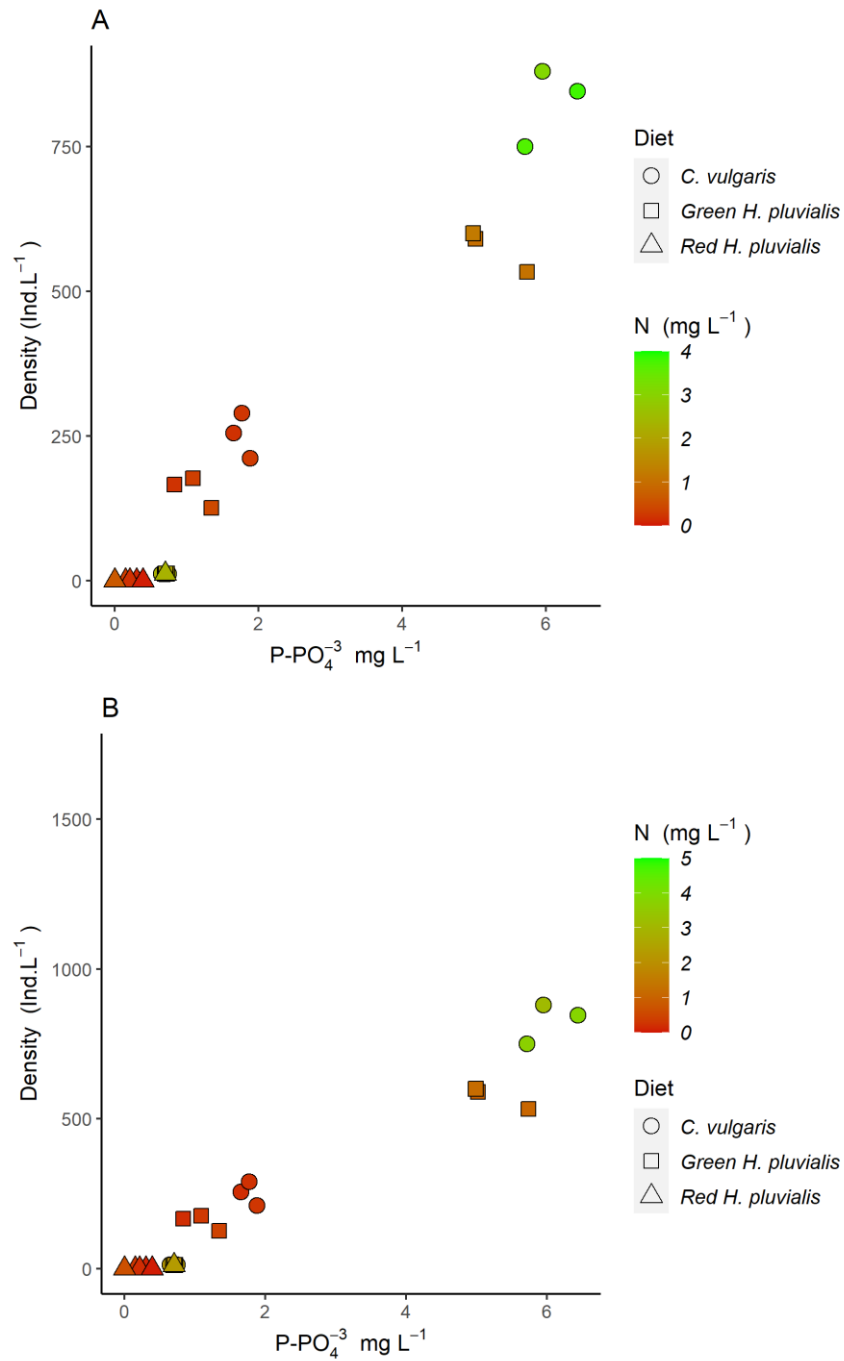 A
750
500
250
0
Density (Ind.L⁻¹)
0 2 4 6
P-PO₄⁻³ mg L⁻¹
Diet
C. vulgaris
Green H. pluvialis
Red H. pluvialis
N (mg L⁻¹)
4
3
2
1
0
B
1500
1000
500
0
Density (Ind.L⁻¹)
0 2 4 6
P-PO₄⁻³ mg L⁻¹
N (mg L⁻¹)
5
4
3
2
1
0
Diet
C. vulgaris
Green H. pluvialis
Red H. pluvialis